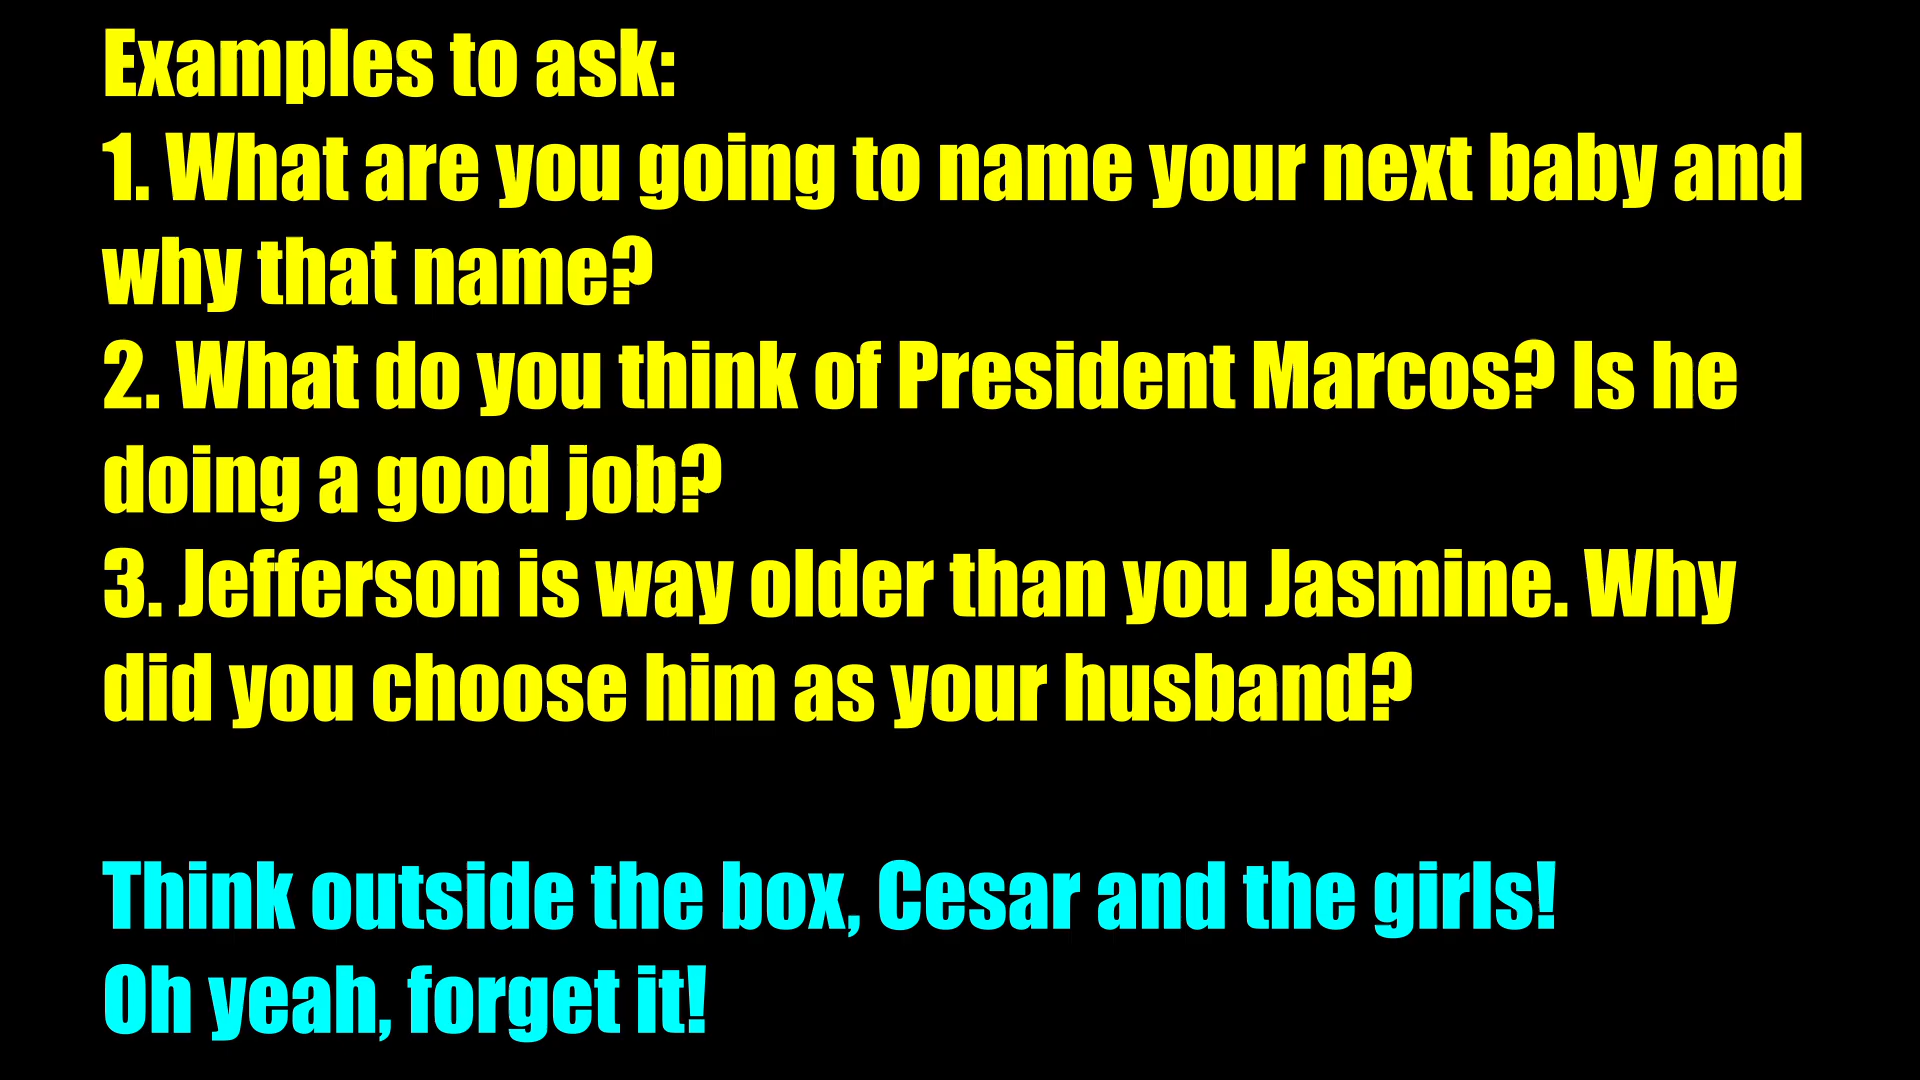 Examples to ask:
1. What are you going to name your next baby and
why that name?
2. What do you think of President Marcos? Is he
doing a good job?
3. Jefferson is way older than you Jasmine. Why
did you choose him as your husband?
Think outside the box, Cesar and the girls!
Oh yeah, forget it!